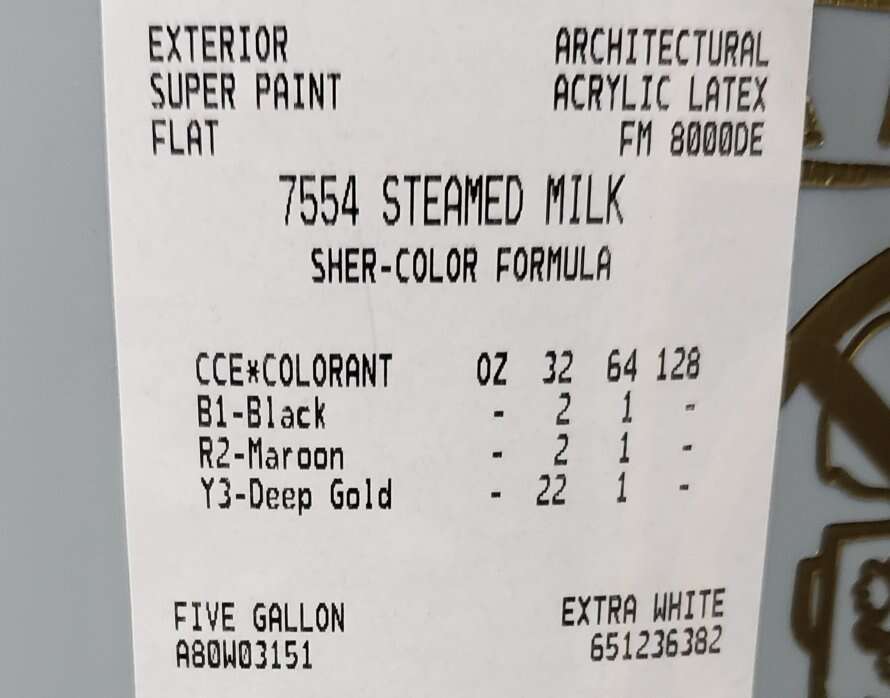 EXTERIOR ARCHITECTURAL
SUPER PAINT ACRYLIC LATEX
FLAT FM 8000DE
7554 STEAMED MILK
SHER-COLOR FORMULA
CCE*COLORANT OZ 32 64 128
B1-Black - 2 1 -
R2-Maroon - 2 1 -
Y3-Deep Gold - 22 1 -
FIVE GALLON EXTRA WHITE
A80W03151 651236382